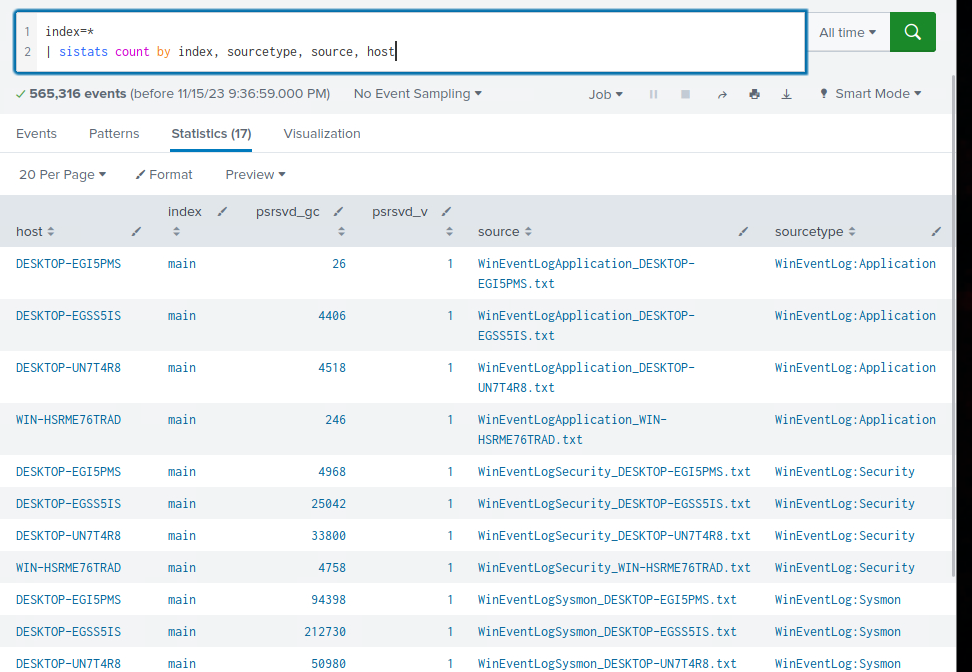 1 index=*
2 | sistats count by index, sourcetype, source, host
All time
565,316 events (before 11/15/23 9:36:59.000 PM) No Event Sampling Job Smart Mode
Events Patterns Statistics (17) Visualization
20 Per Page Format Preview
host index psrsvd_gc psrsvd_v source sourcetype
DESKTOP-EGI5PMS main 26 1 WinEventLogApplication_DESKTOP-
EGI5PMS.txt WinEventLog:Application
DESKTOP-EGSS5IS main 4406 1 WinEventLogApplication_DESKTOP-
EGSS5IS.txt WinEventLog:Application
DESKTOP-UN7T4R8 main 4518 1 WinEventLogApplication_DESKTOP-
UN7T4R8.txt WinEventLog:Application
WIN-HSRME76TRAD main 246 1 WinEventLogApplication_WIN-
HSRME76TRAD.txt WinEventLog:Application
DESKTOP-EGI5PMS main 4968 1 WinEventLogSecurity_DESKTOP-EGI5PMS.txt WinEventLog:Security
DESKTOP-EGSS5IS main 25042 1 WinEventLogSecurity_DESKTOP-EGSS5IS.txt WinEventLog:Security
DESKTOP-UN7T4R8 main 33800 1 WinEventLogSecurity_DESKTOP-UN7T4R8.txt WinEventLog:Security
WIN-HSRME76TRAD main 4758 1 WinEventLogSecurity_WIN-HSRME76TRAD.txt WinEventLog:Security
DESKTOP-EGI5PMS main 94398 1 WinEventLogSysmon_DESKTOP-EGI5PMS.txt WinEventLog:Sysmon
DESKTOP-EGSS5IS main 212730 1 WinEventLogSysmon_DESKTOP-EGSS5IS.txt WinEventLog:Sysmon
DESKTOP-UN7T4R8 main 50980 1 WinEventLogSysmon_DESKTOP-UN7T4R8.txt WinEventLog:Sysmon